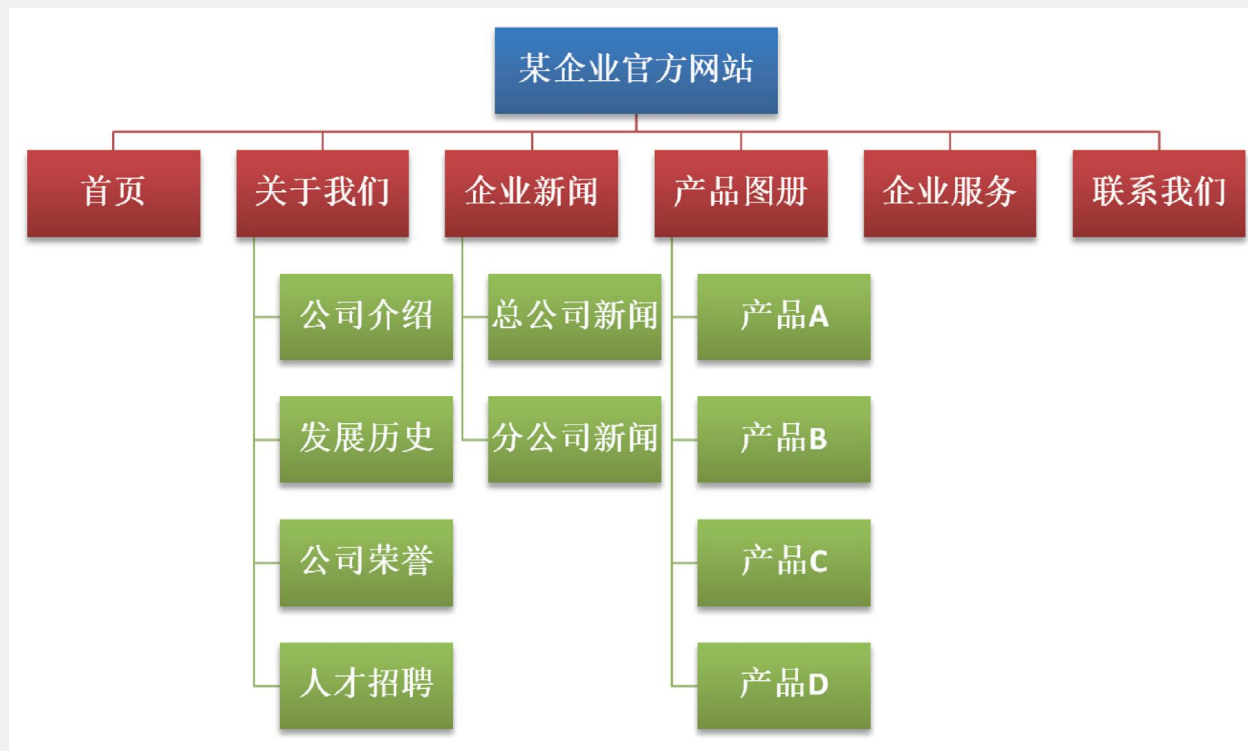 某企业官方网站
首页
关于我们
企业新闻
产品图册
企业服务
联系我们
公司介绍
总公司新闻
产品A
发展历史
分公司新闻
产品B
公司荣誉
产品C
人才招聘
产品D